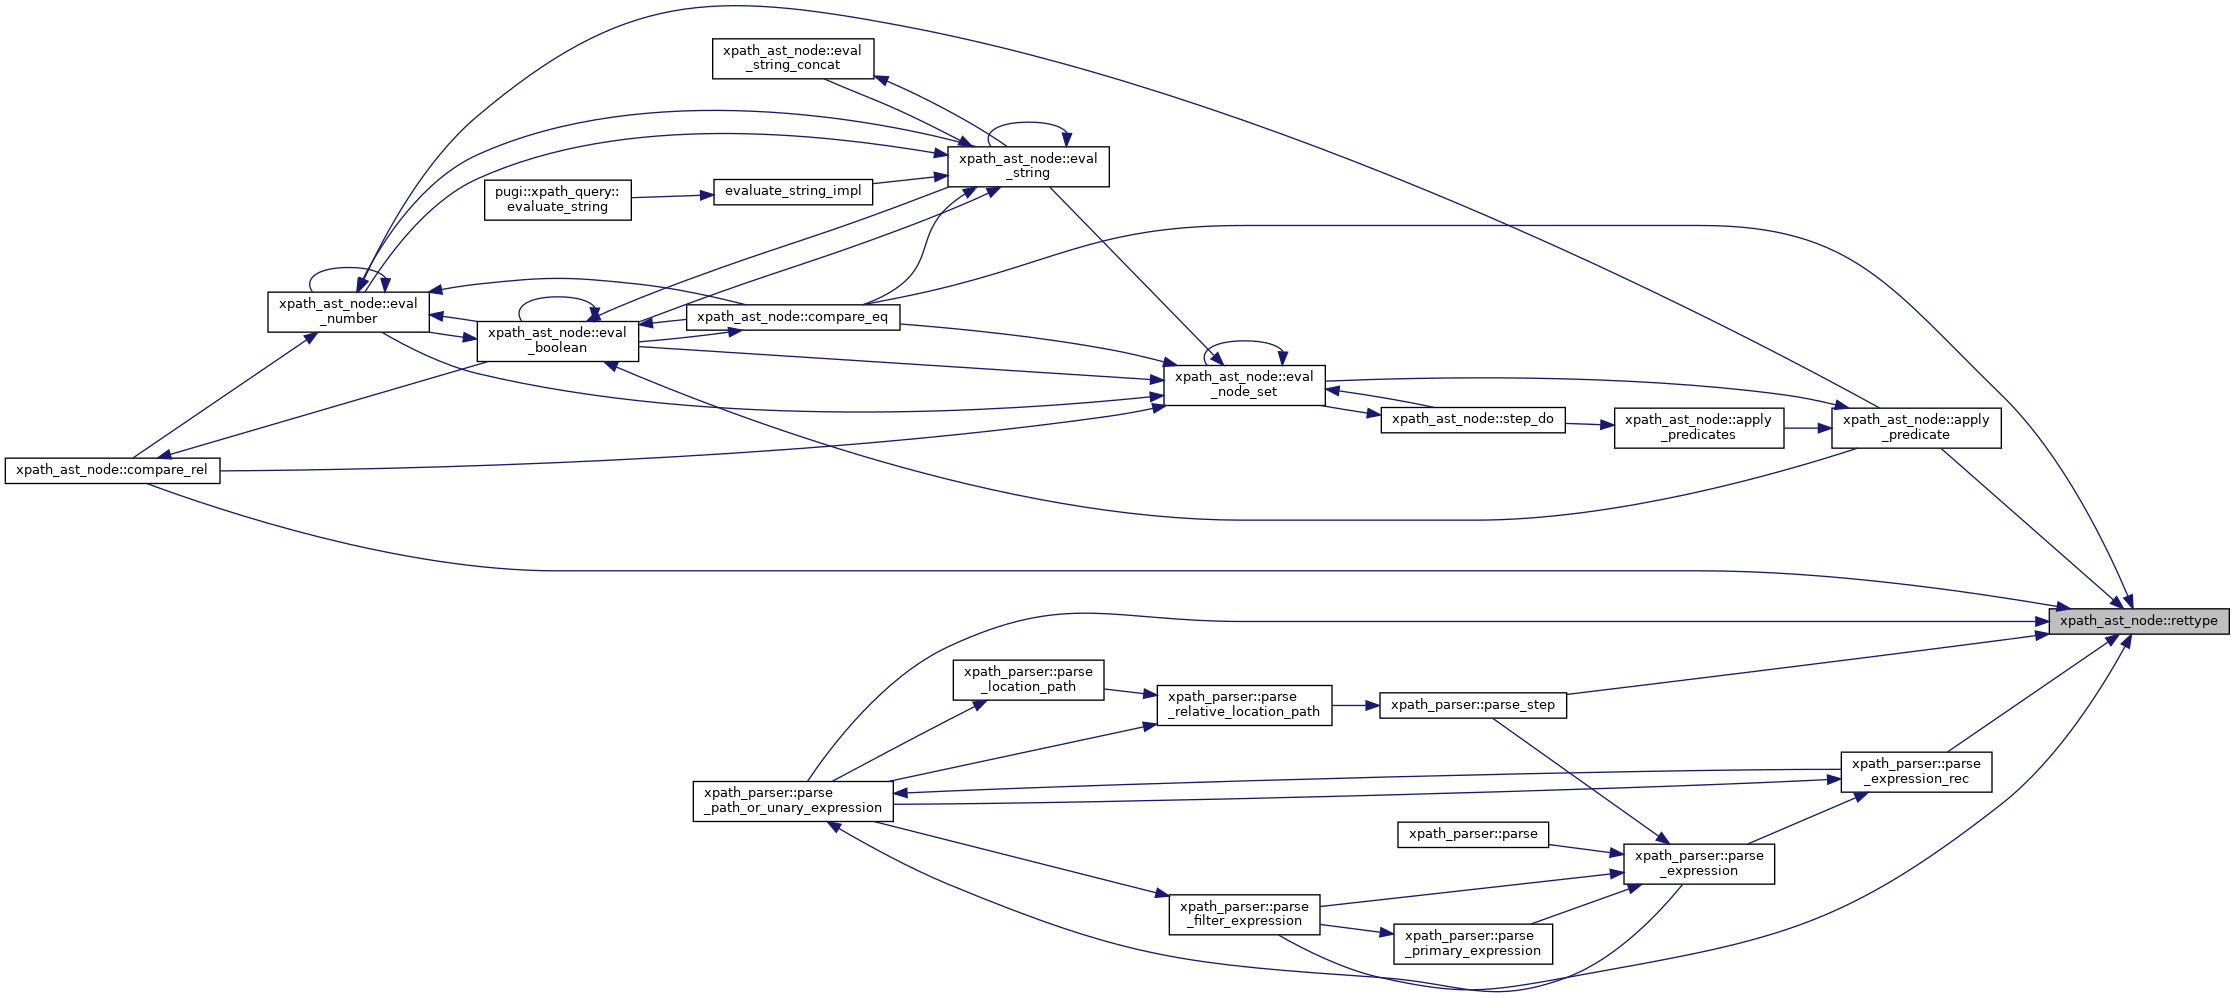 xpath_ast_node::eval
_string_concat
xpath_ast_node::eval
_string
pugi::xpath_query::
evaluate_string
evaluate_string_impl
xpath_ast_node::eval
_number
xpath_ast_node::eval
_boolean
xpath_ast_node::compare_eq
xpath_ast_node::eval
_node_set
xpath_ast_node::step_do
xpath_ast_node::apply
_predicates
xpath_ast_node::apply
_predicate
xpath_ast_node::compare_rel
xpath_ast_node::rettype
xpath_parser::parse
_location_path
xpath_parser::parse
_relative_location_path
xpath_parser::parse_step
xpath_parser::parse
_expression_rec
xpath_parser::parse
_path_or_unary_expression
xpath_parser::parse
xpath_parser::parse
_expression
xpath_parser::parse
_filter_expression
xpath_parser::parse
_primary_expression